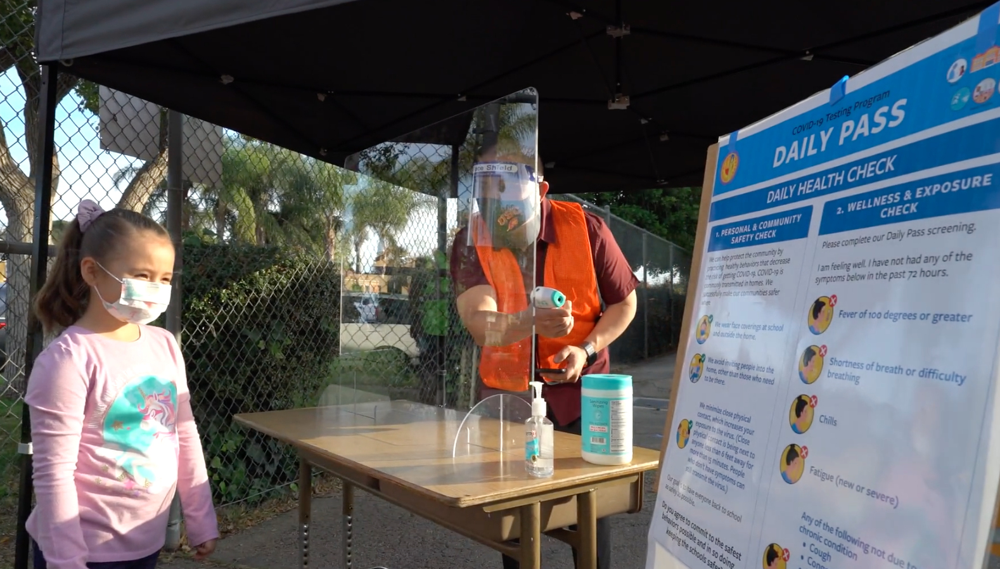 COVID-19 Testing Program
DAILY PASS
DAILY HEALTH CHECK
1. PERSONAL & COMMUNITY
SAFETY CHECK
We can help protect the community by
practicing healthy behaviors that decrease
the risk of getting COVID-19. COVID-19 is
commonly transmitted in homes. We
successfully make our communities safer
We wear face coverings at school
and outside the home.
We avoid inviting people into the
home, other than those who need
to be there.
We minimize close physical
contact, which increases your
exposure to the virus. (Close
physical contact is being next to
anyone less than 6 feet away for
more than 15 minutes. People
who don't have symptoms can
still transmit the virus.)
Our goal is to have everyone back to school
as safely as possible.
Do you agree to commit to the safest
behaviors possible and in so doing
keeping the schools safer?
2. WELLNESS & EXPOSURE
CHECK
Please complete our Daily Pass screening.
I am feeling well. I have not had any of the
symptoms below in the past 72 hours.
Fever of 100 degrees or greater
Shortness of breath or difficulty
breathing
Chills
Fatigue (new or severe)
Any of the following not due to
chronic condition
• Cough
Face Shield
Sanitizing
Wipes